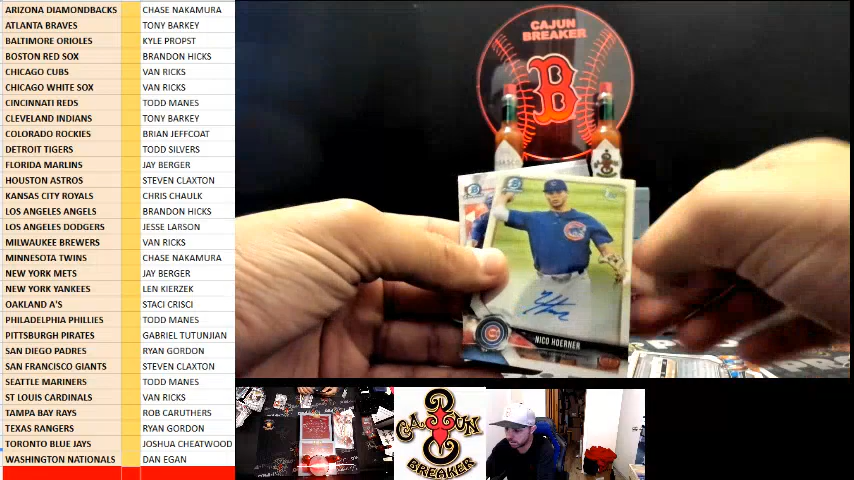 ARIZONA DIAMONDBACKS CHASE NAKAMURA
ATLANTA BRAVES TONY BARKEY
BALTIMORE ORIOLES KYLE PROPST
BOSTON RED SOX BRANDON HICKS
CHICAGO CUBS VAN RICKS
CHICAGO WHITE SOX VAN RICKS
CINCINNATI REDS TODD MANES
CLEVELAND INDIANS TONY BARKEY
COLORADO ROCKIES BRIAN JEFFCOAT
DETROIT TIGERS TODD SILVERS
FLORIDA MARLINS JAY BERGER
HOUSTON ASTROS STEVEN CLAXTON
KANSAS CITY ROYALS CHRIS CHAULK
LOS ANGELES ANGELS BRANDON HICKS
LOS ANGELES DODGERS JESSE LARSON
MILWAUKEE BREWERS VAN RICKS
MINNESOTA TWINS CHASE NAKAMURA
NEW YORK METS JAY BERGER
NEW YORK YANKEES LEN KIERZEK
OAKLAND A'S STACI CRISCI
PHILADELPHIA PHILLIES TODD MANES
PITTSBURGH PIRATES GABRIEL TUTUNJIAN
SAN DIEGO PADRES RYAN GORDON
SAN FRANCISCO GIANTS STEVEN CLAXTON
SEATTLE MARINERS TODD MANES
ST LOUIS CARDINALS VAN RICKS
TAMPA BAY RAYS ROB CARUTHERS
TEXAS RANGERS RYAN GORDON
TORONTO BLUE JAYS JOSHUA CHEATWOOD
WASHINGTON NATIONALS DAN EGAN
CAJUN
BREAKER
B
NICO HOERNER
CAJUN
BREAKER